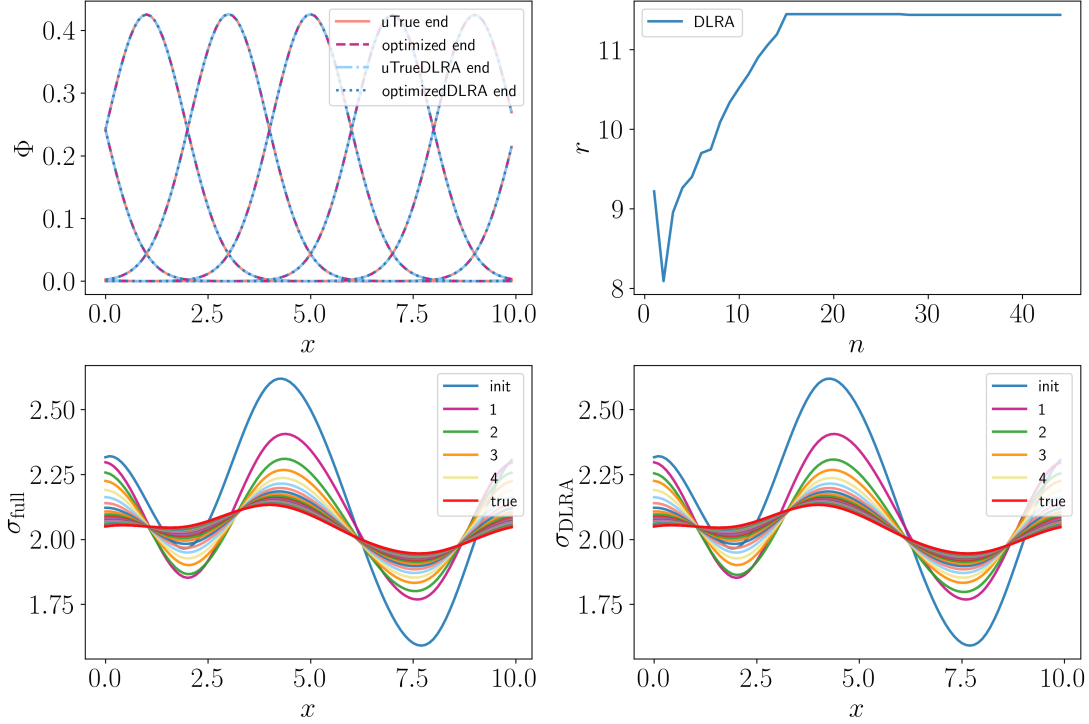 0.4
0.3
0.2
0.1
0.0
Φ
0.0 2.5 5.0 7.5 10.0
x
uTrue end
optimized end
uTrueDLRA end
optimizedDLRA end
11
10
9
8
r
0 10 20 30 40
n
DLRA
2.50
2.25
2.00
1.75
σfull
0.0 2.5 5.0 7.5 10.0
x
init
1
2
3
4
true
2.50
2.25
2.00
1.75
σDLRA
0.0 2.5 5.0 7.5 10.0
x
init
1
2
3
4
true